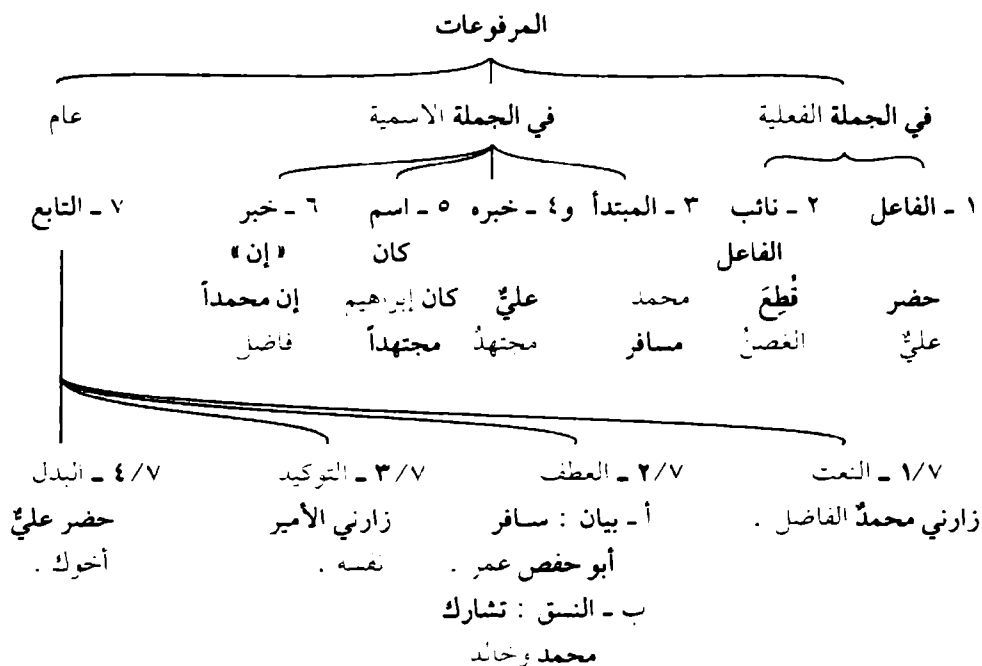 المرفوعات
في الجملة الفعلية في الجملة الاسمية عام
١ ـ الفاعل ٢ ـ نائب ٣ ـ المبتدأ و٤ ـ خبره ٥ ـ اسم ٦ ـ خبر ٧ ـ التابع
الفاعل كان « إن »
حضر قُطِعَ محمد عليٌّ كان إبراهيم إن محمداً
عليٌّ الغصنُ مسافر مجتهدُ مجتهداً فاضل
١/٧ ـ النعت ٢/٧ ـ العطف ٣/٧ ـ التوكيد ٤/٧ ـ البدل
زارني محمدٌ الفاضل . أ ـ بيان : سافر زارني الأمير حضر عليٌّ
أبو حفص عمر . نفسه . أخوك .
ب ـ النسق : تشارك
محمد وخالد